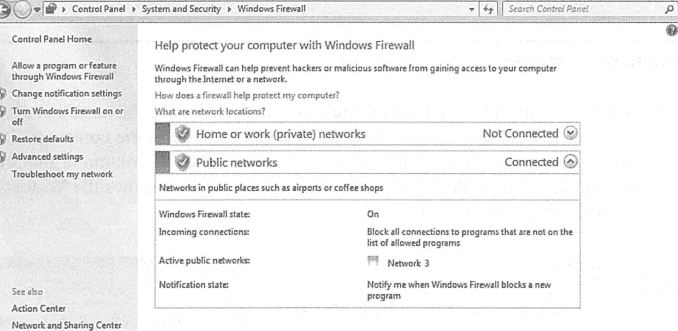 Control Panel ▸ System and Security ▸ Windows Firewall
Search Control Panel
Control Panel Home
Allow a program or feature
through Windows Firewall
Change notification settings
Turn Windows Firewall on or
off
Restore defaults
Advanced settings
Troubleshoot my network
See also
Action Center
Network and Sharing Center
Help protect your computer with Windows Firewall
Windows Firewall can help prevent hackers or malicious software from gaining access to your computer
through the Internet or a network.
How does a firewall help protect my computer?
What are network locations?
Home or work (private) networks Not Connected
Public networks Connected
Networks in public places such as airports or coffee shops
Windows Firewall state: On
Incoming connections: Block all connections to programs that are not on the
list of allowed programs
Active public networks: Network 3
Notification state: Notify me when Windows Firewall blocks a new
program